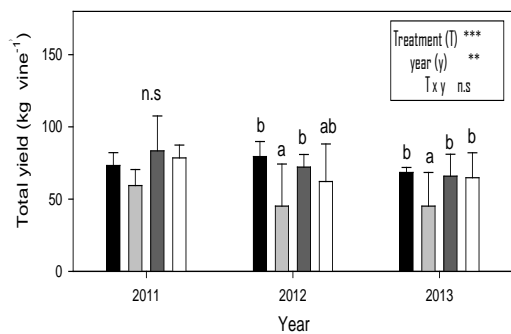 Total yield (kg vine⁻¹)
150
100
50
0
Treatment (T) ***
year (y) **
T x y n.s
n.s
b a b ab
b a b b
2011 2012 2013
Year